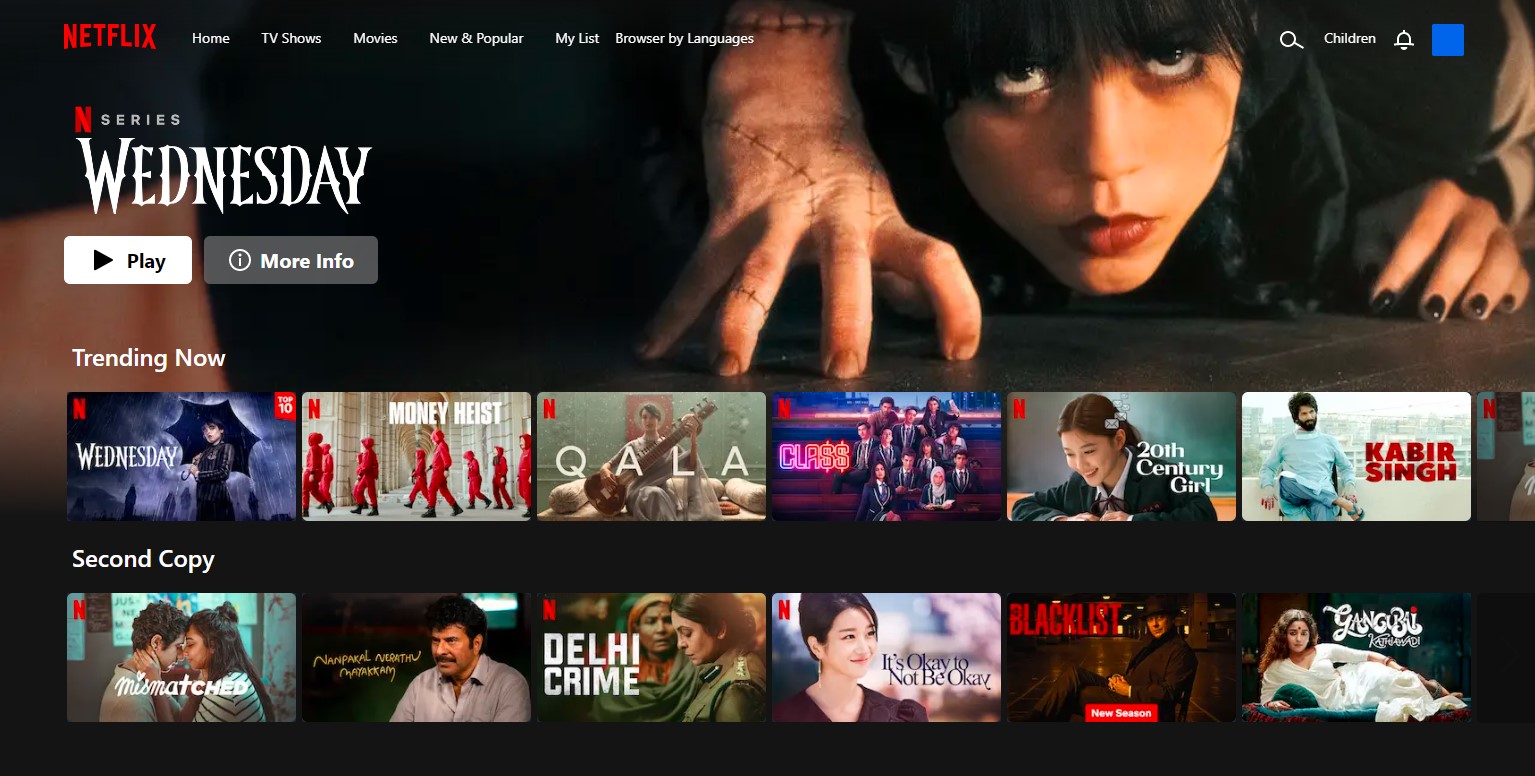 NETFLIX Home TV Shows Movies New & Popular My List Browser by Languages Children
N SERIES
WEDNESDAY
Play More Info
Trending Now
N WEDNESDAY TOP 10
N MONEY HEIST
N QALA
N CLA$$
N 20th Century Girl
KABIR SINGH
N
Second Copy
N mismatched
NANPAKAL NERATHU MAYAKKAM
N DELHI CRIME
N It's Okay to Not Be Okay
BLACKLIST New Season
GANGUBAI KATHIAWADI